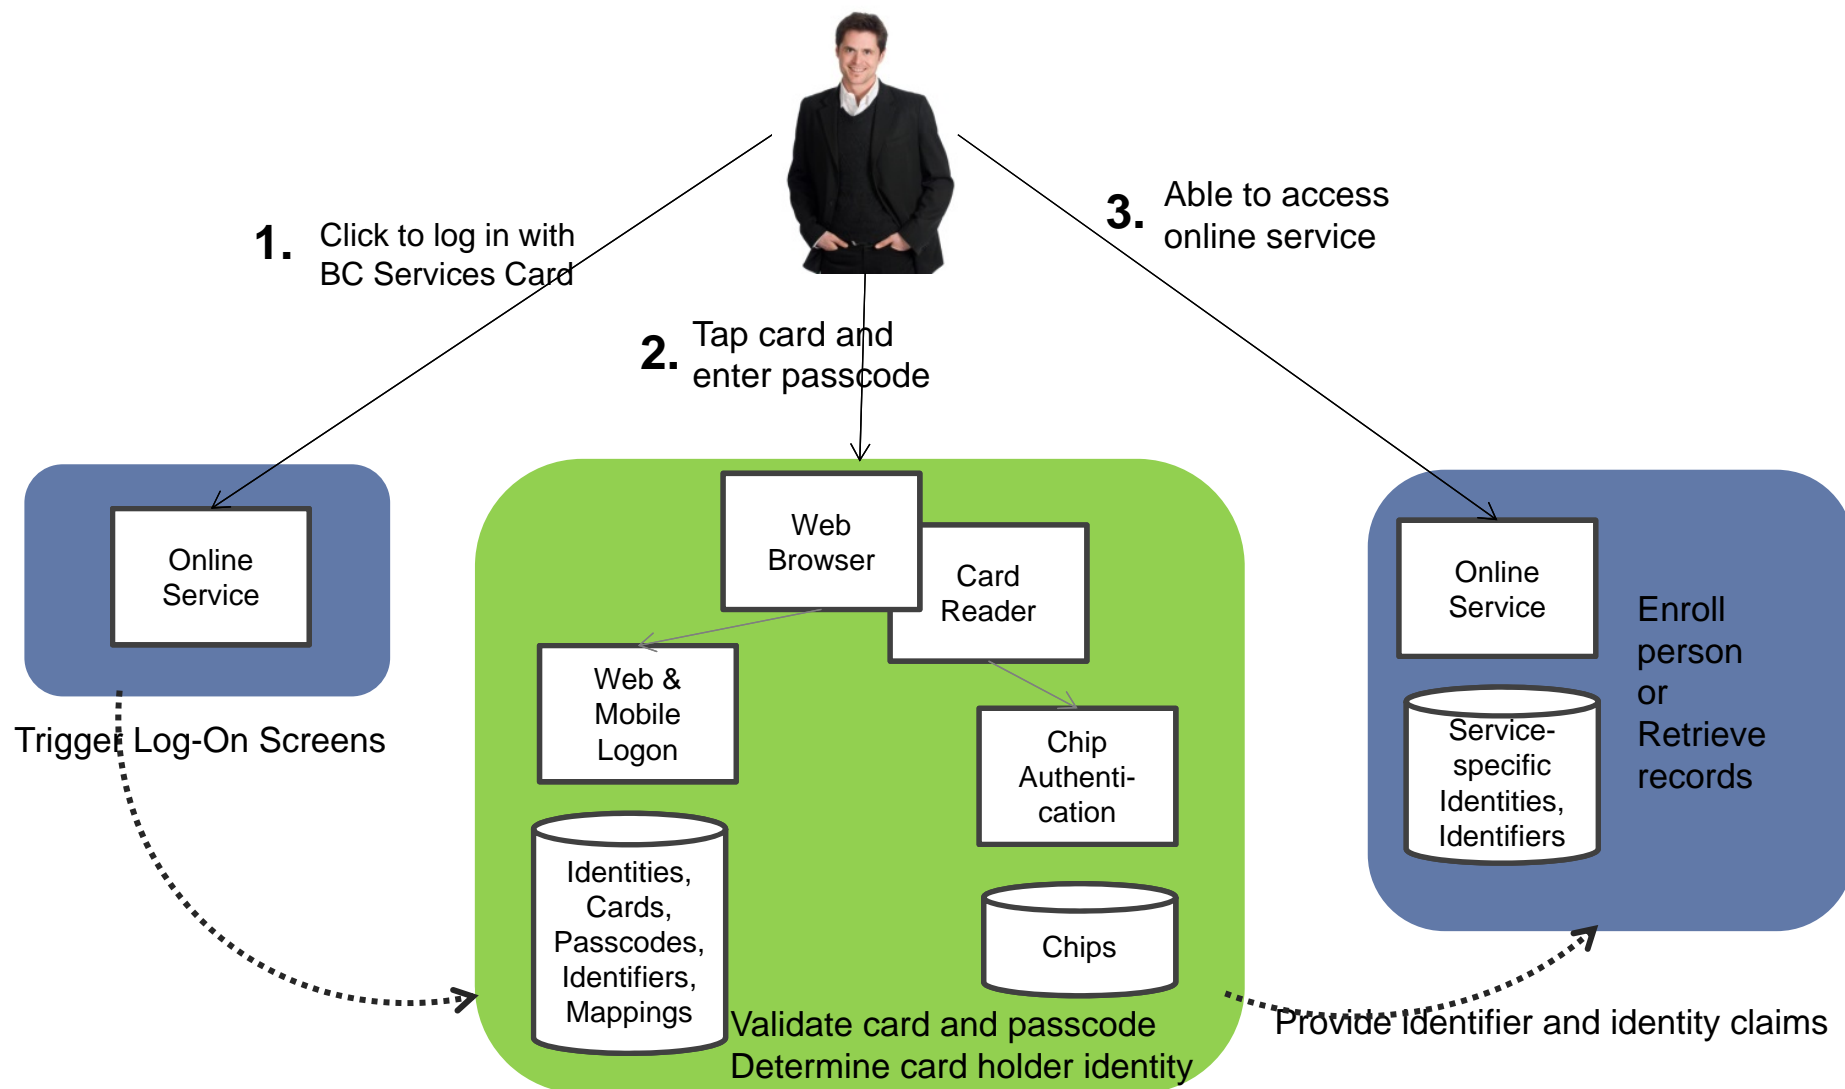 1.
Click to log in with
BC Services Card
2.
Tap card and
enter passcode
3.
Able to access
online service
Online
Service
Trigger Log-On Screens
Web
Browser
Card
Reader
Web &
Mobile
Logon
Chip
Authenti-
cation
Identities,
Cards,
Passcodes,
Identifiers,
Mappings
Chips
Validate card and passcode
Determine card holder identity
Online
Service
Service-
specific
Identities,
Identifiers
Enroll
person
or
Retrieve
records
Provide identifier and identity claims